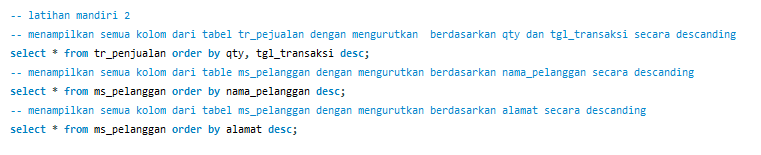 -- latihan mandiri 2
-- menampilkan semua kolom dari tabel tr_pejualan dengan mengurutkan  berdasarkan qty dan tgl_transaksi secara descanding
select * from tr_penjualan order by qty, tgl_transaksi desc;
-- menampilkan semua kolom dari table ms_pelanggan dengan mengurutkan berdasarkan nama_pelanggan secara descanding
select * from ms_pelanggan order by nama_pelanggan desc;
-- menampilkan semua kolom dari tabel ms_pelanggan dengan mengurutkan berdasarkan alamat secara descanding
select * from ms_pelanggan order by alamat desc;